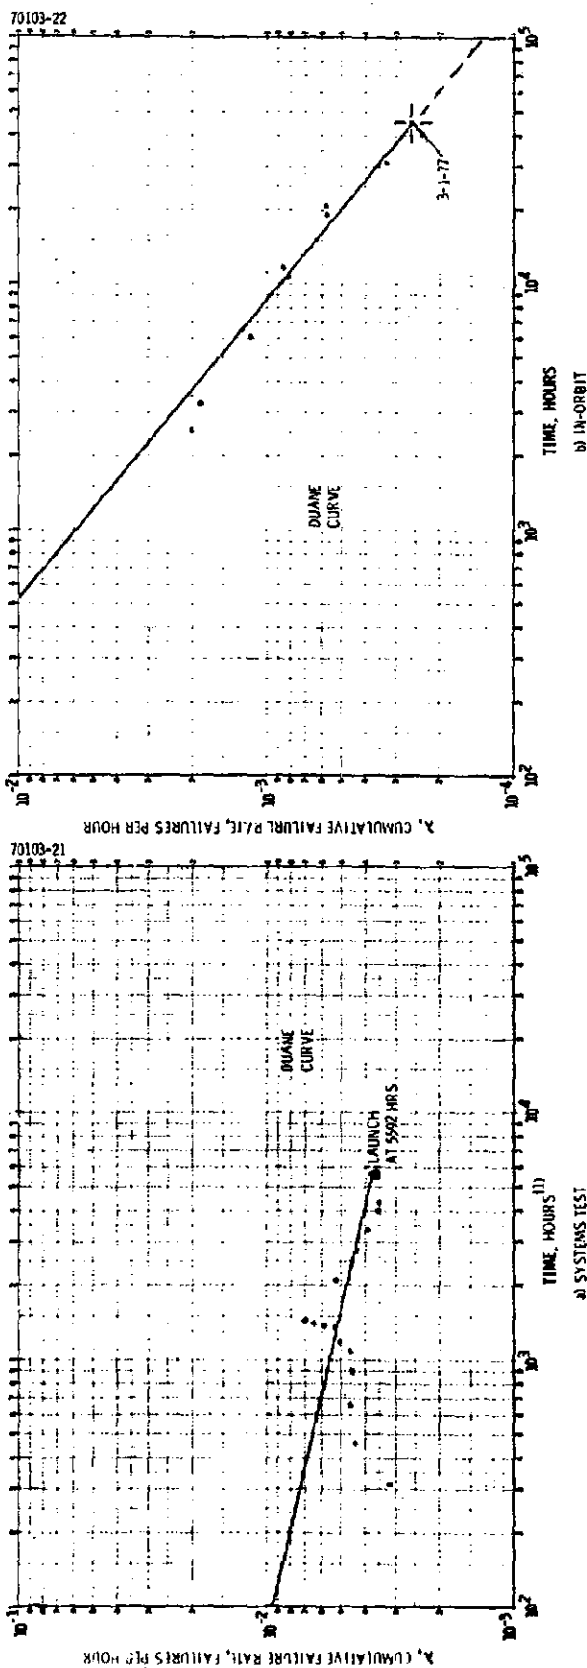 70103-21
λ, CUMULATIVE FAILURE RATE, FAILURES PER HOUR
10⁻¹
10⁻²
10⁻³
10²
10³
10⁴
10⁵
DUANE
CURVE
LAUNCH
AT 5592 HRS
TIME, HOURS⁽¹⁾
a) SYSTEMS TEST
70103-22
λ, CUMULATIVE FAILURE RATE, FAILURES PER HOUR
10⁻²
10⁻³
10⁻⁴
10²
10³
10⁴
10⁵
DUANE
CURVE
3-1-77
TIME, HOURS
b) IN-ORBIT